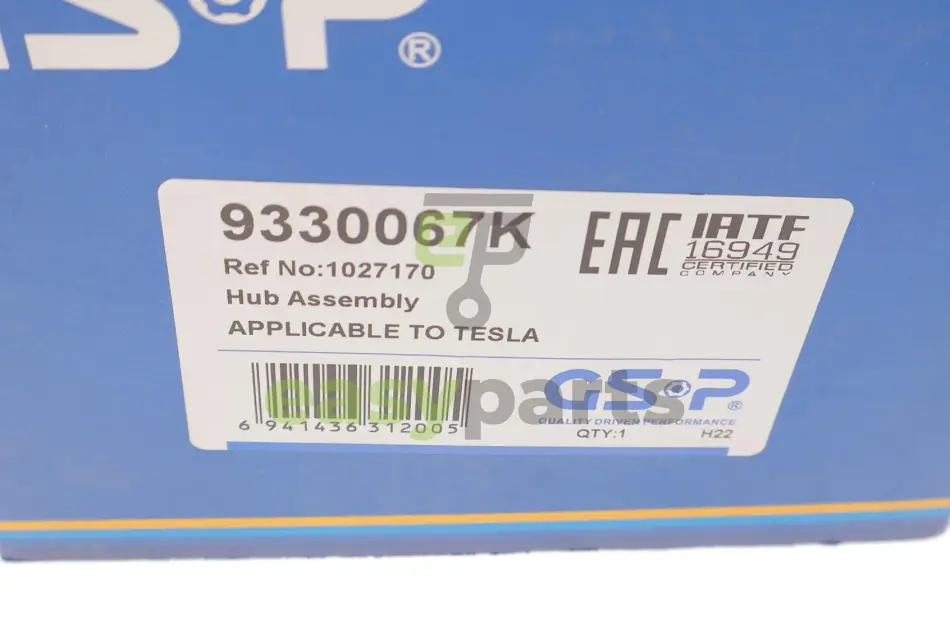 GSP®
9330067K
Ref No:1027170
Hub Assembly
APPLICABLE TO TESLA
EAC
IATF
16949
CERTIFIED
COMPANY
eP
6 941436 312005
easyparts
GSP®
QUALITY DRIVEN PERFORMANCE
QTY:1
H22